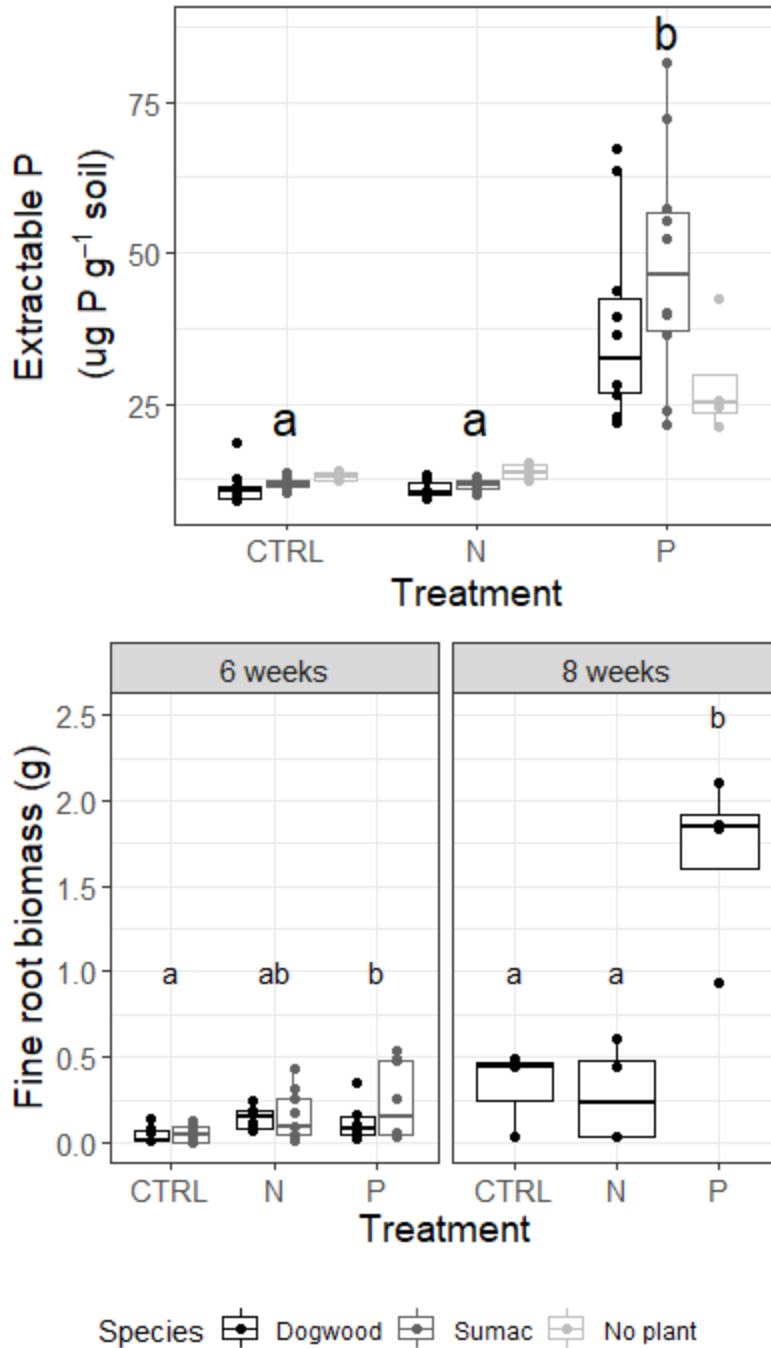 b
75
50
25
Extractable P
(ug P g⁻¹ soil)
a
a
CTRL
N
P
Treatment
6 weeks
8 weeks
2.5
2.0
1.5
1.0
0.5
0.0
Fine root biomass (g)
a
ab
b
a
a
b
CTRL
N
P
CTRL
N
P
Treatment
Species Dogwood Sumac No plant